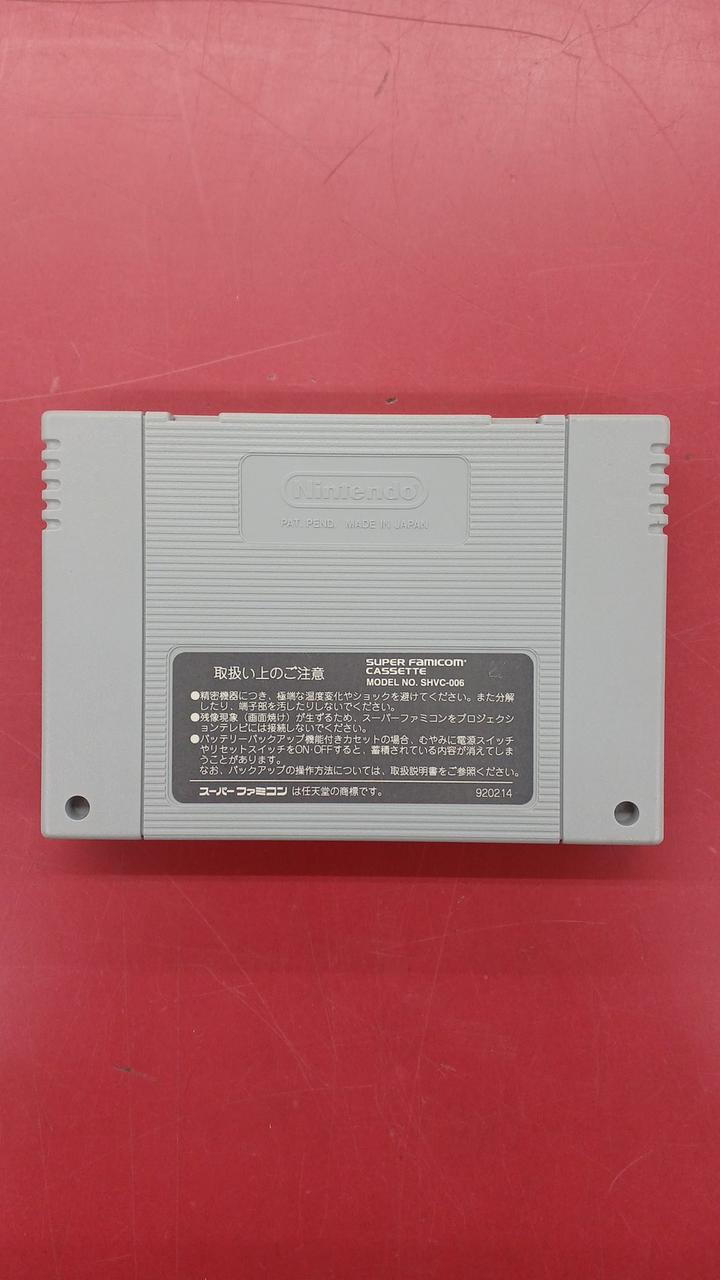 Nintendo
PAT. PEND. MADE IN JAPAN
取扱い上のご注意
SUPER FAMICOM
CASSETTE
MODEL NO. SHVC-006
●精密機器につき、極端な温度変化やショックを避けてください。また分解
したり、端子部を汚したりしないでください。
●残像現象（画面焼け）が生ずるため、スーパーファミコンをプロジェクシ
ョンテレビには接続しないでください。
●バッテリーバックアップ機能付きカセットの場合、むやみに電源スイッチ
やリセットスイッチをON・OFFすると、蓄積されている内容が消えてしま
うことがあります。
なお、バックアップの操作方法については、取扱説明書をご参照ください。
スーパーファミコン は任天堂の商標です。 920214